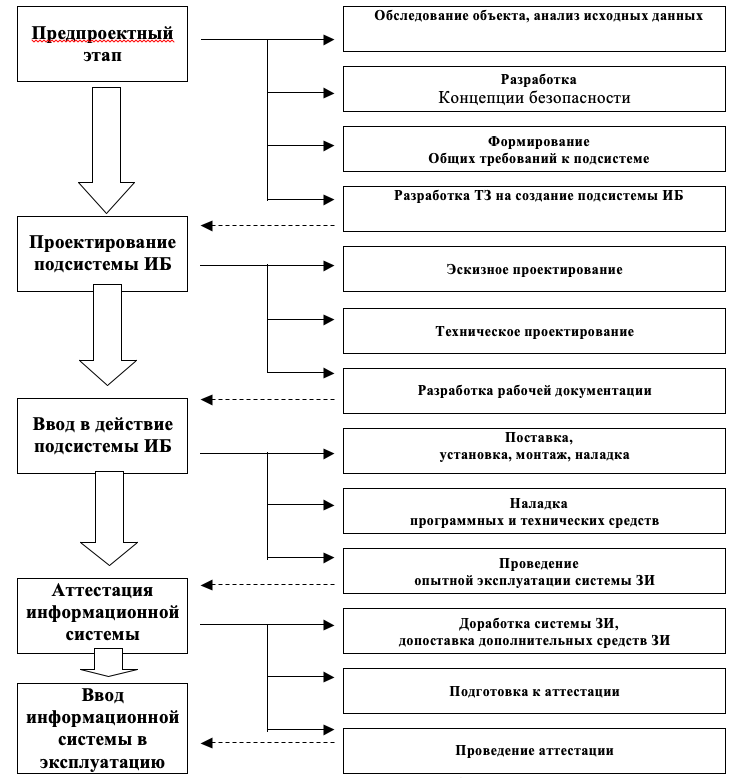 Предпроектный
этап
Обследование объекта, анализ исходных данных
Разработка
Концепции безопасности
Формирование
Общих требований к подсистеме
Разработка ТЗ на создание подсистемы ИБ
Проектирование
подсистемы ИБ
Эскизное проектирование
Техническое проектирование
Разработка рабочей документации
Ввод в действие
подсистемы ИБ
Поставка,
установка, монтаж, наладка
Наладка
программных и технических средств
Проведение
опытной эксплуатации системы ЗИ
Аттестация
информационной
системы
Доработка системы ЗИ,
допоставка дополнительных средств ЗИ
Подготовка к аттестации
Проведение аттестации
Ввод
информационной
системы в
эксплуатацию